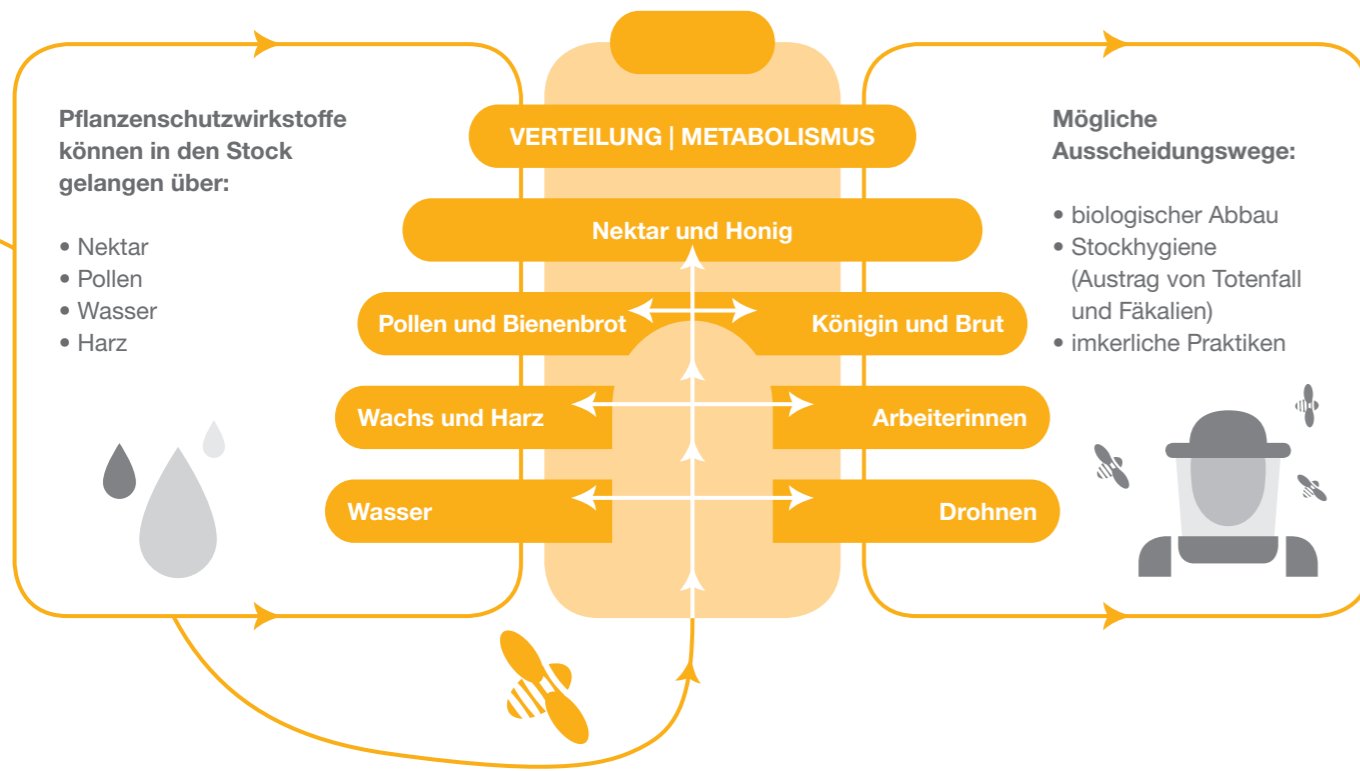 Pflanzenschutzwirkstoffe
können in den Stock
gelangen über:
• Nektar
• Pollen
• Wasser
• Harz
VERTEILUNG | METABOLISMUS
Nektar und Honig
Pollen und Bienenbrot
Königin und Brut
Wachs und Harz
Arbeiterinnen
Wasser
Drohnen
Mögliche
Ausscheidungswege:
• biologischer Abbau
• Stockhygiene
(Austrag von Totenfall
und Fäkalien)
• imkerliche Praktiken